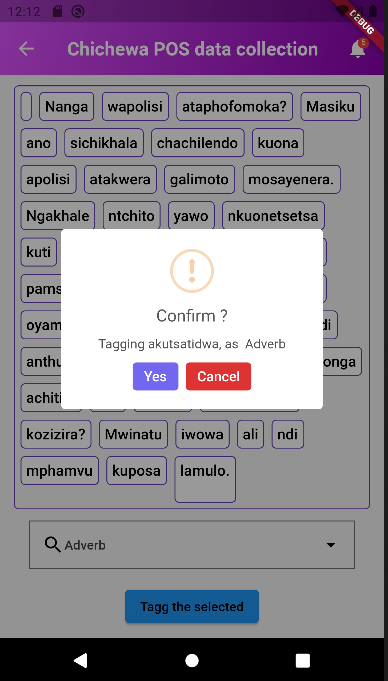 12:12
DEBUG
Chichewa POS data collection
Nanga wapolisi ataphofomoka? Masiku
ano sichikhala chachilendo kuona
apolisi atakwera galimoto mosayenera.
Ngakhale ntchito yawo nkuonetsetsa
kuti
pams
oyam di
anthu onga
achiti
Confirm ?
Tagging akutsatidwa, as Adverb
Yes Cancel
kozizira? Mwinatu iwowa ali ndi
mphamvu kuposa lamulo.
Adverb
Tagg the selected